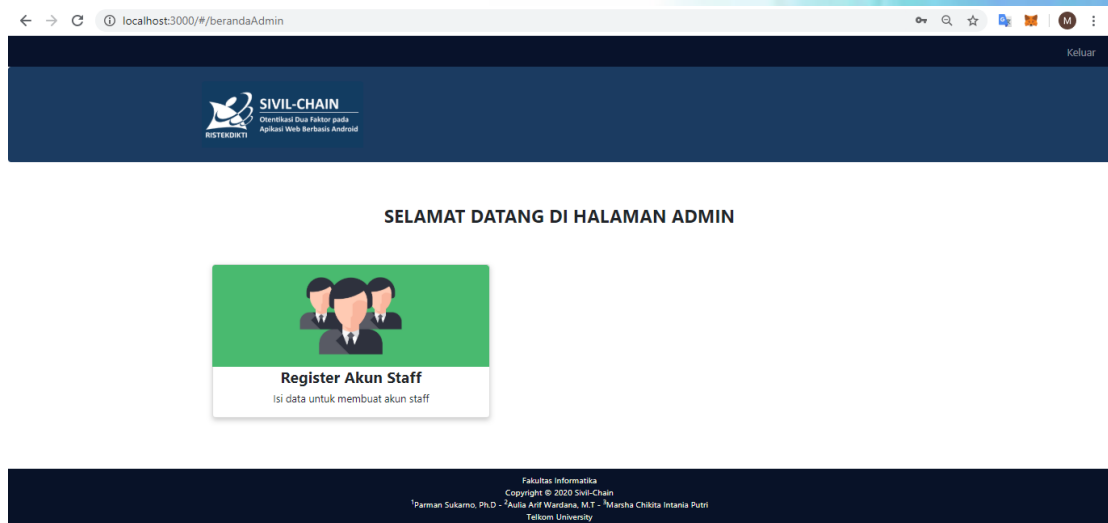 localhost:3000/#/berandaAdmin
M
Keluar
SIVIL-CHAIN
Otentikasi Dua Faktor pada
Apikasi Web Berbasis Android
RISTEKDIKTI
SELAMAT DATANG DI HALAMAN ADMIN
Register Akun Staff
Isi data untuk membuat akun staff
Fakultas Informatika
Copyright © 2020 Sivil-Chain
¹Parman Sukarno, Ph.D - ²Aulia Arif Wardana, M.T - ³Marsha Chikita Intania Putri
Telkom University